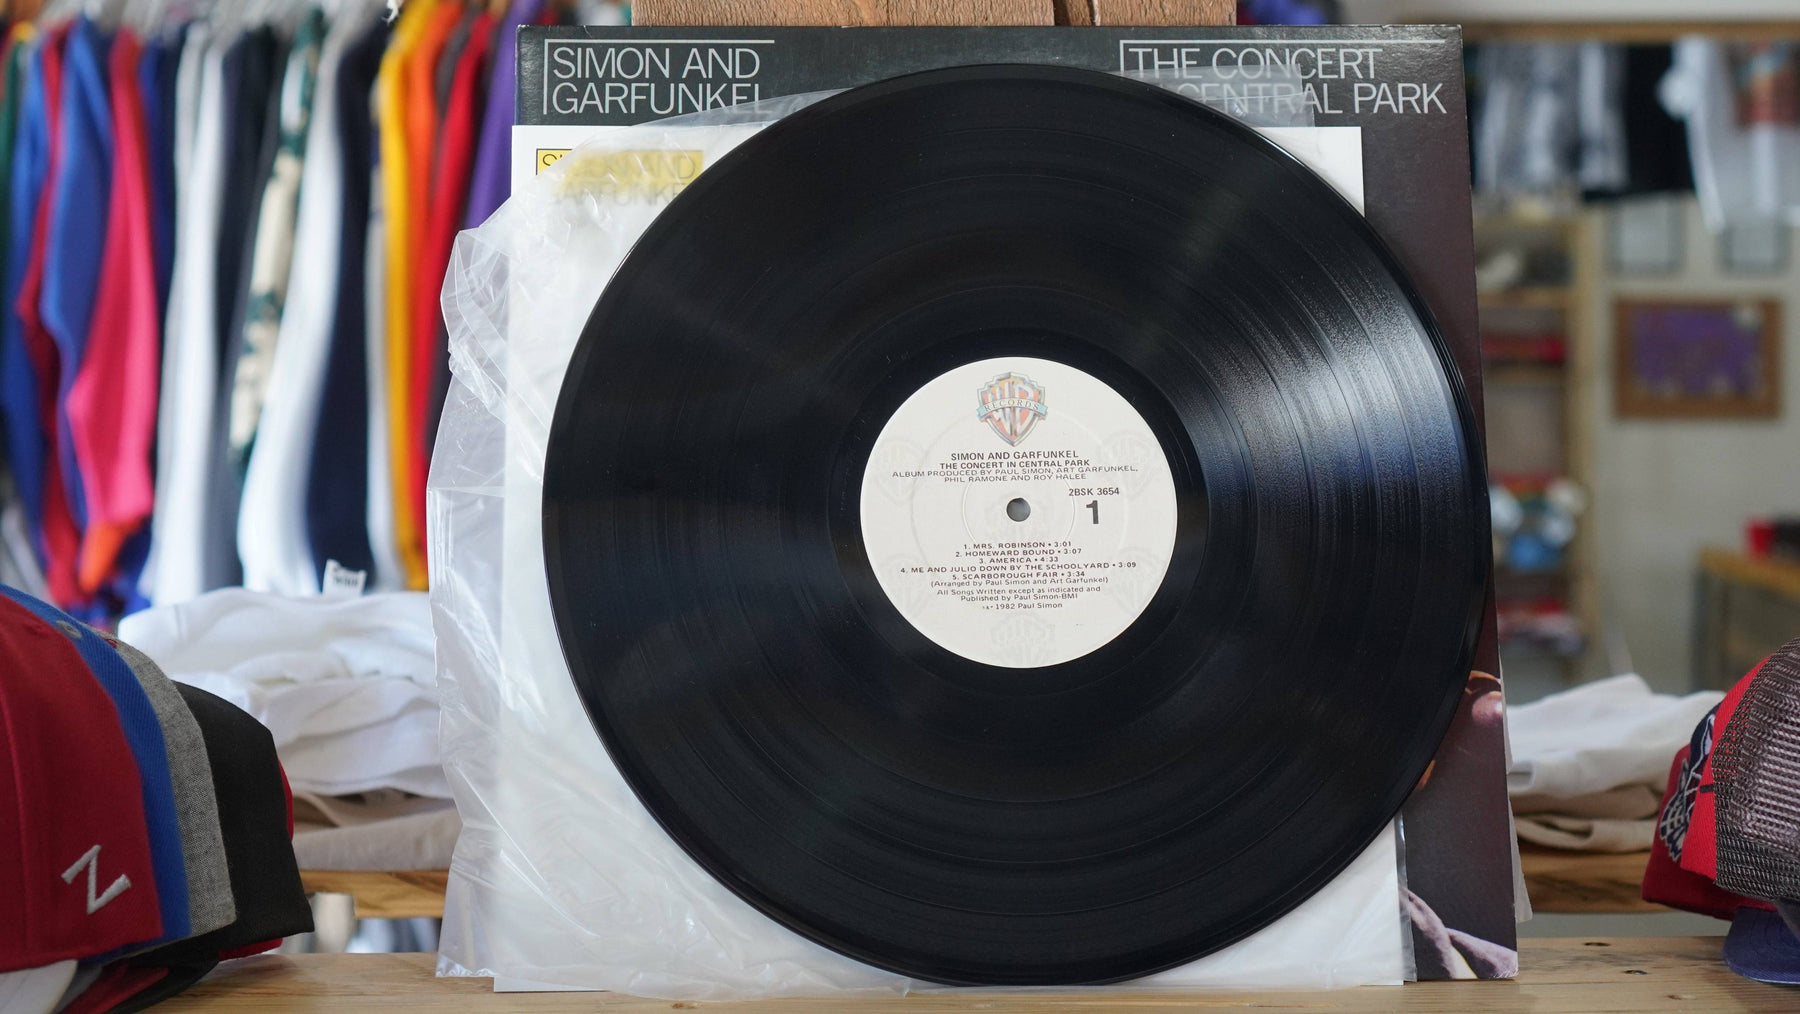 SIMON AND
GARFUNKEL
THE CONCERT
CENTRAL PARK
RECORDS
SIMON AND GARFUNKEL
THE CONCERT IN CENTRAL PARK
ALBUM PRODUCED BY PAUL SIMON, ART GARFUNKEL,
PHIL RAMONE AND ROY HALEE
2BSK 3654
1
1. MRS. ROBINSON • 3:01
2. HOMEWARD BOUND • 3:07
3. AMERICA • 4:33
4. ME AND JULIO DOWN BY THE SCHOOLYARD • 3:09
5. SCARBOROUGH FAIR • 3:34
(Arranged by Paul Simon and Art Garfunkel)
All Songs Written except as indicated and
Published by Paul Simon-BMI
1982 Paul Simon
Z